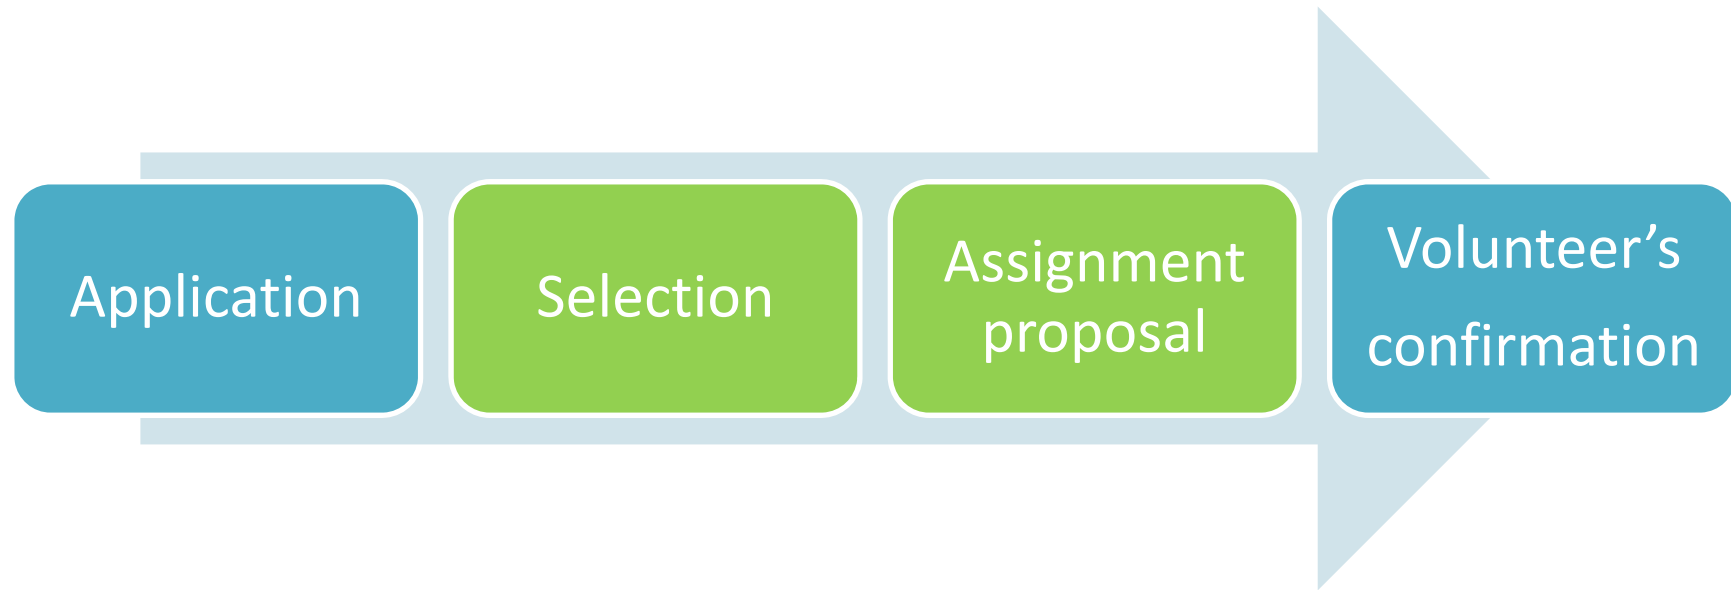 Application
Selection
Assignment
proposal
Volunteer’s
confirmation